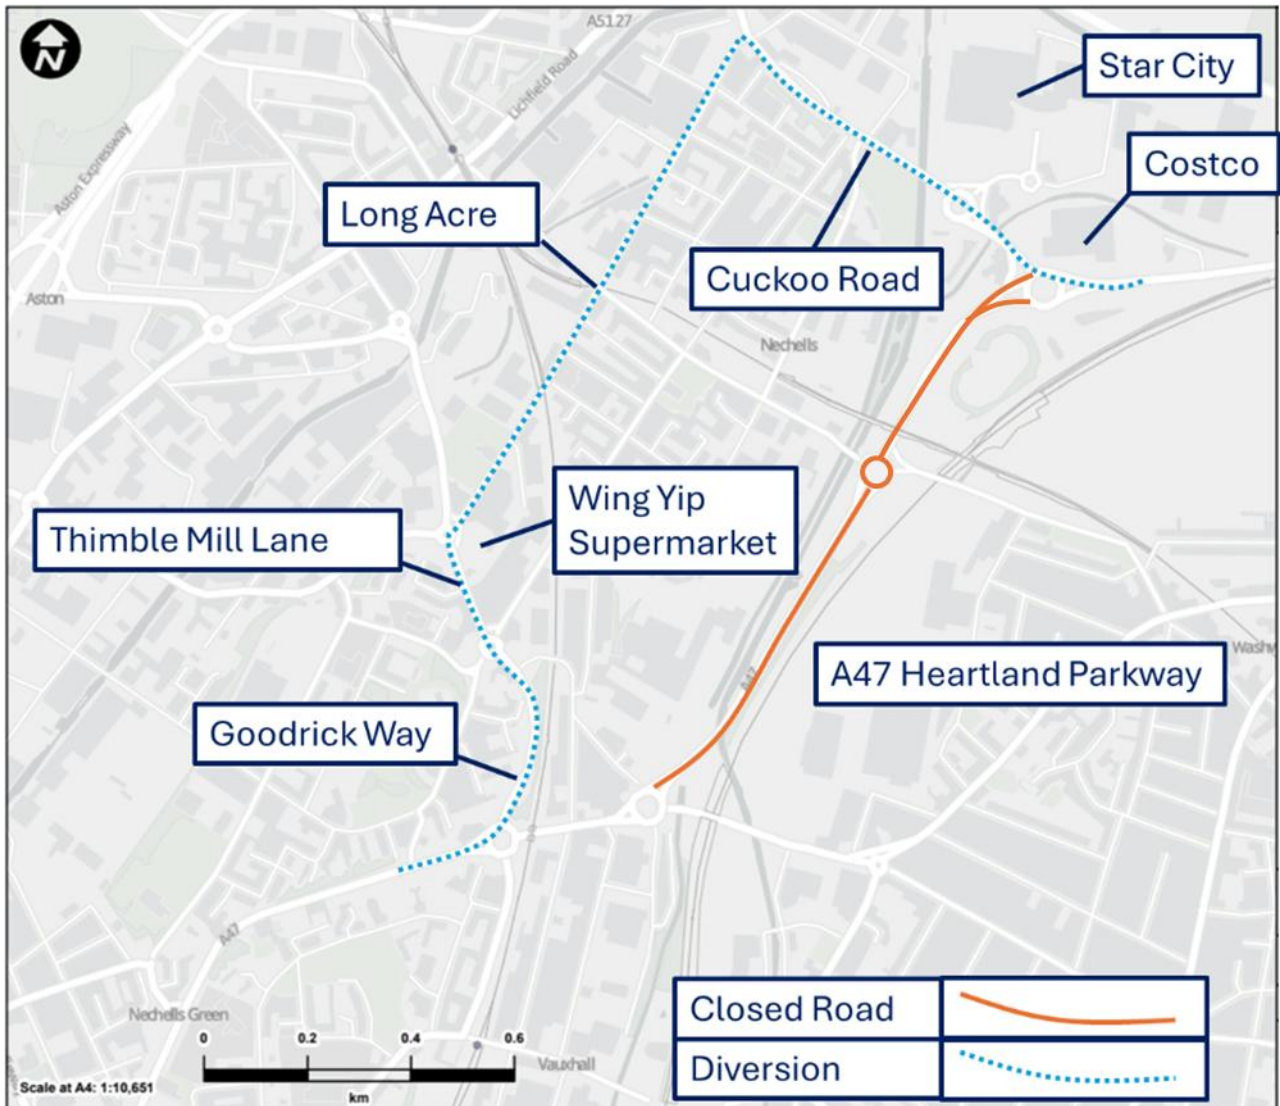 N
A5127
Lichfield Road
Star City
Aston Expressway
Costco
Long Acre
Cuckoo Road
Aston
Nechells
Wing Yip
Supermarket
Thimble Mill Lane
A47 Heartland Parkway
A47
Goodrick Way
A47
Nechells Green
Closed Road
Diversion
0 0.2 0.4 0.6
km
Vauxhall
Scale at A4: 1:10,651